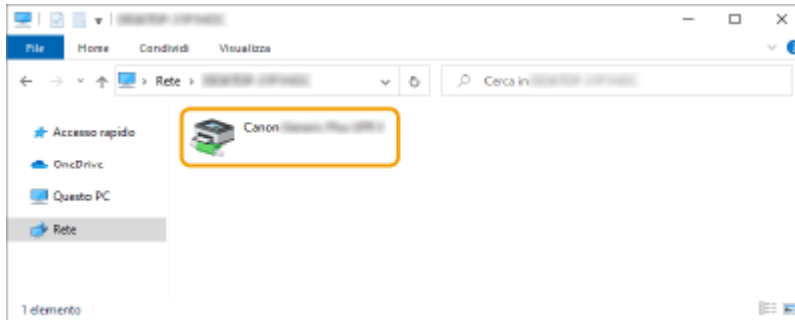 File Home Condividi Visualizza
Rete
Cerca in
Canon
Accesso rapido
OneDrive
Questo PC
Rete
1 elemento